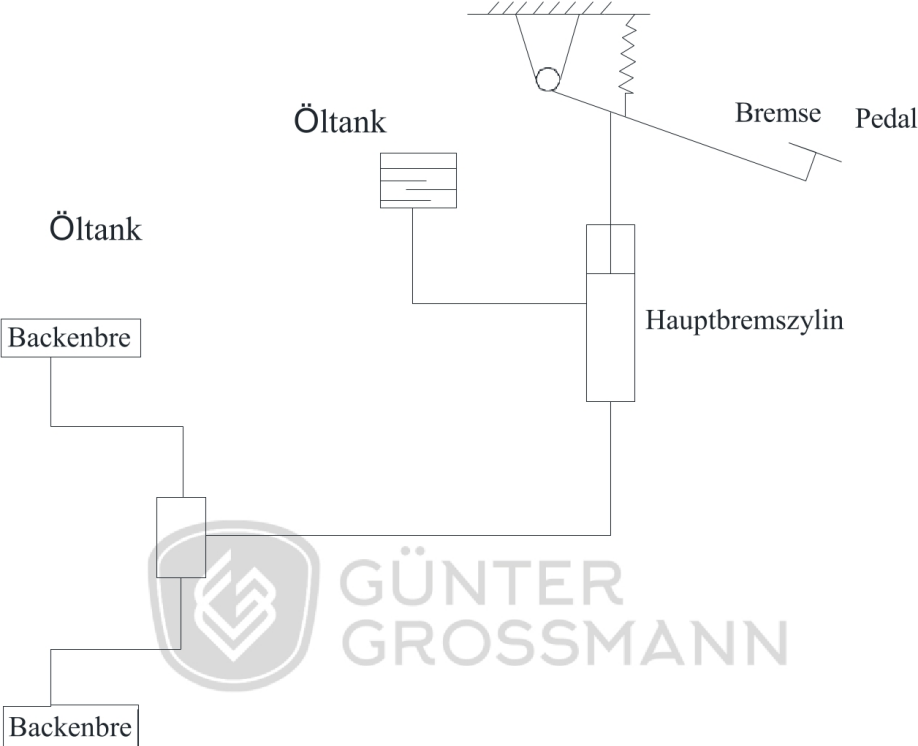 Bremse Pedal
Öltank
Öltank
Hauptbremszylin
Backenbre
GÜNTER
GROSSMANN
Backenbre